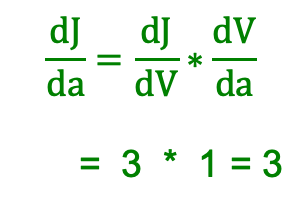 dJ/da = dJ/dV * dV/da
= 3 * 1 = 3